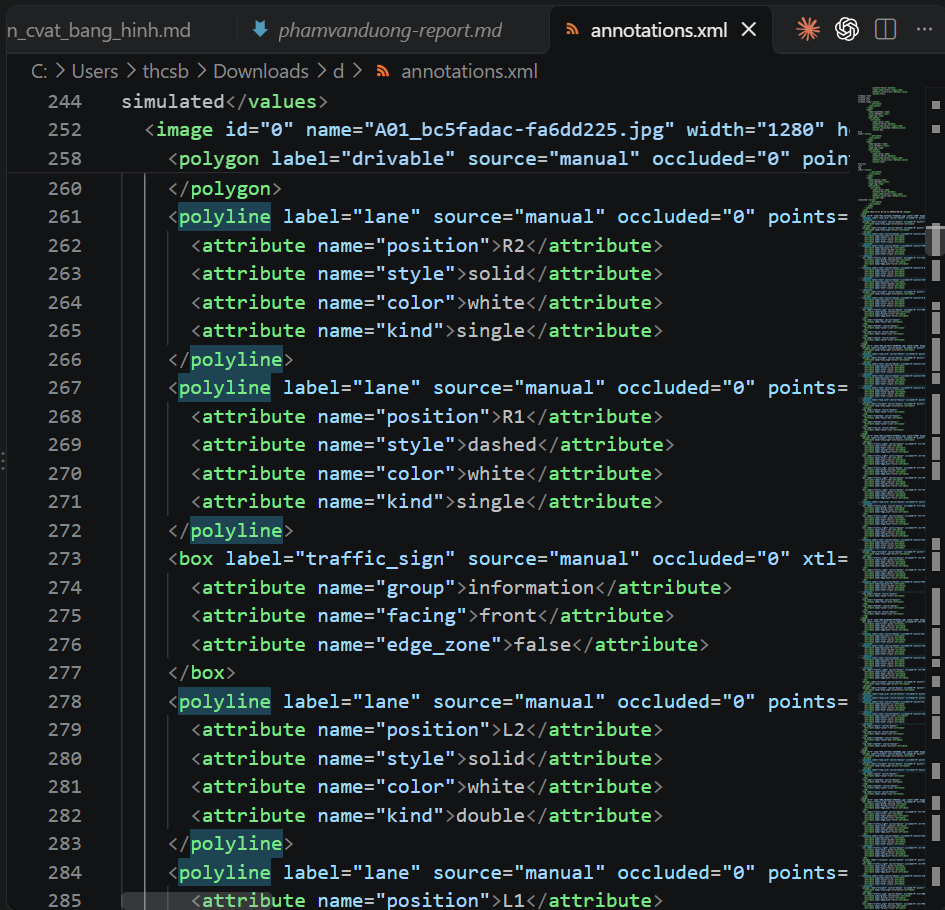 n_cvat_bang_hinh.md
phamvanduong-report.md
annotations.xml
C: > Users > thcsb > Downloads > d > annotations.xml
244 simulated</values>
252 <image id="0" name="A01_bc5fadac-fa6dd225.jpg" width="1280" he
258 <polygon label="drivable" source="manual" occluded="0" point
260 </polygon>
261 <polyline label="lane" source="manual" occluded="0" points=
262 <attribute name="position">R2</attribute>
263 <attribute name="style">solid</attribute>
264 <attribute name="color">white</attribute>
265 <attribute name="kind">single</attribute>
266 </polyline>
267 <polyline label="lane" source="manual" occluded="0" points=
268 <attribute name="position">R1</attribute>
269 <attribute name="style">dashed</attribute>
270 <attribute name="color">white</attribute>
271 <attribute name="kind">single</attribute>
272 </polyline>
273 <box label="traffic_sign" source="manual" occluded="0" xtl=
274 <attribute name="group">information</attribute>
275 <attribute name="facing">front</attribute>
276 <attribute name="edge_zone">false</attribute>
277 </box>
278 <polyline label="lane" source="manual" occluded="0" points=
279 <attribute name="position">L2</attribute>
280 <attribute name="style">solid</attribute>
281 <attribute name="color">white</attribute>
282 <attribute name="kind">double</attribute>
283 </polyline>
284 <polyline label="lane" source="manual" occluded="0" points=
285 <attribute name="position">L1</attribute>